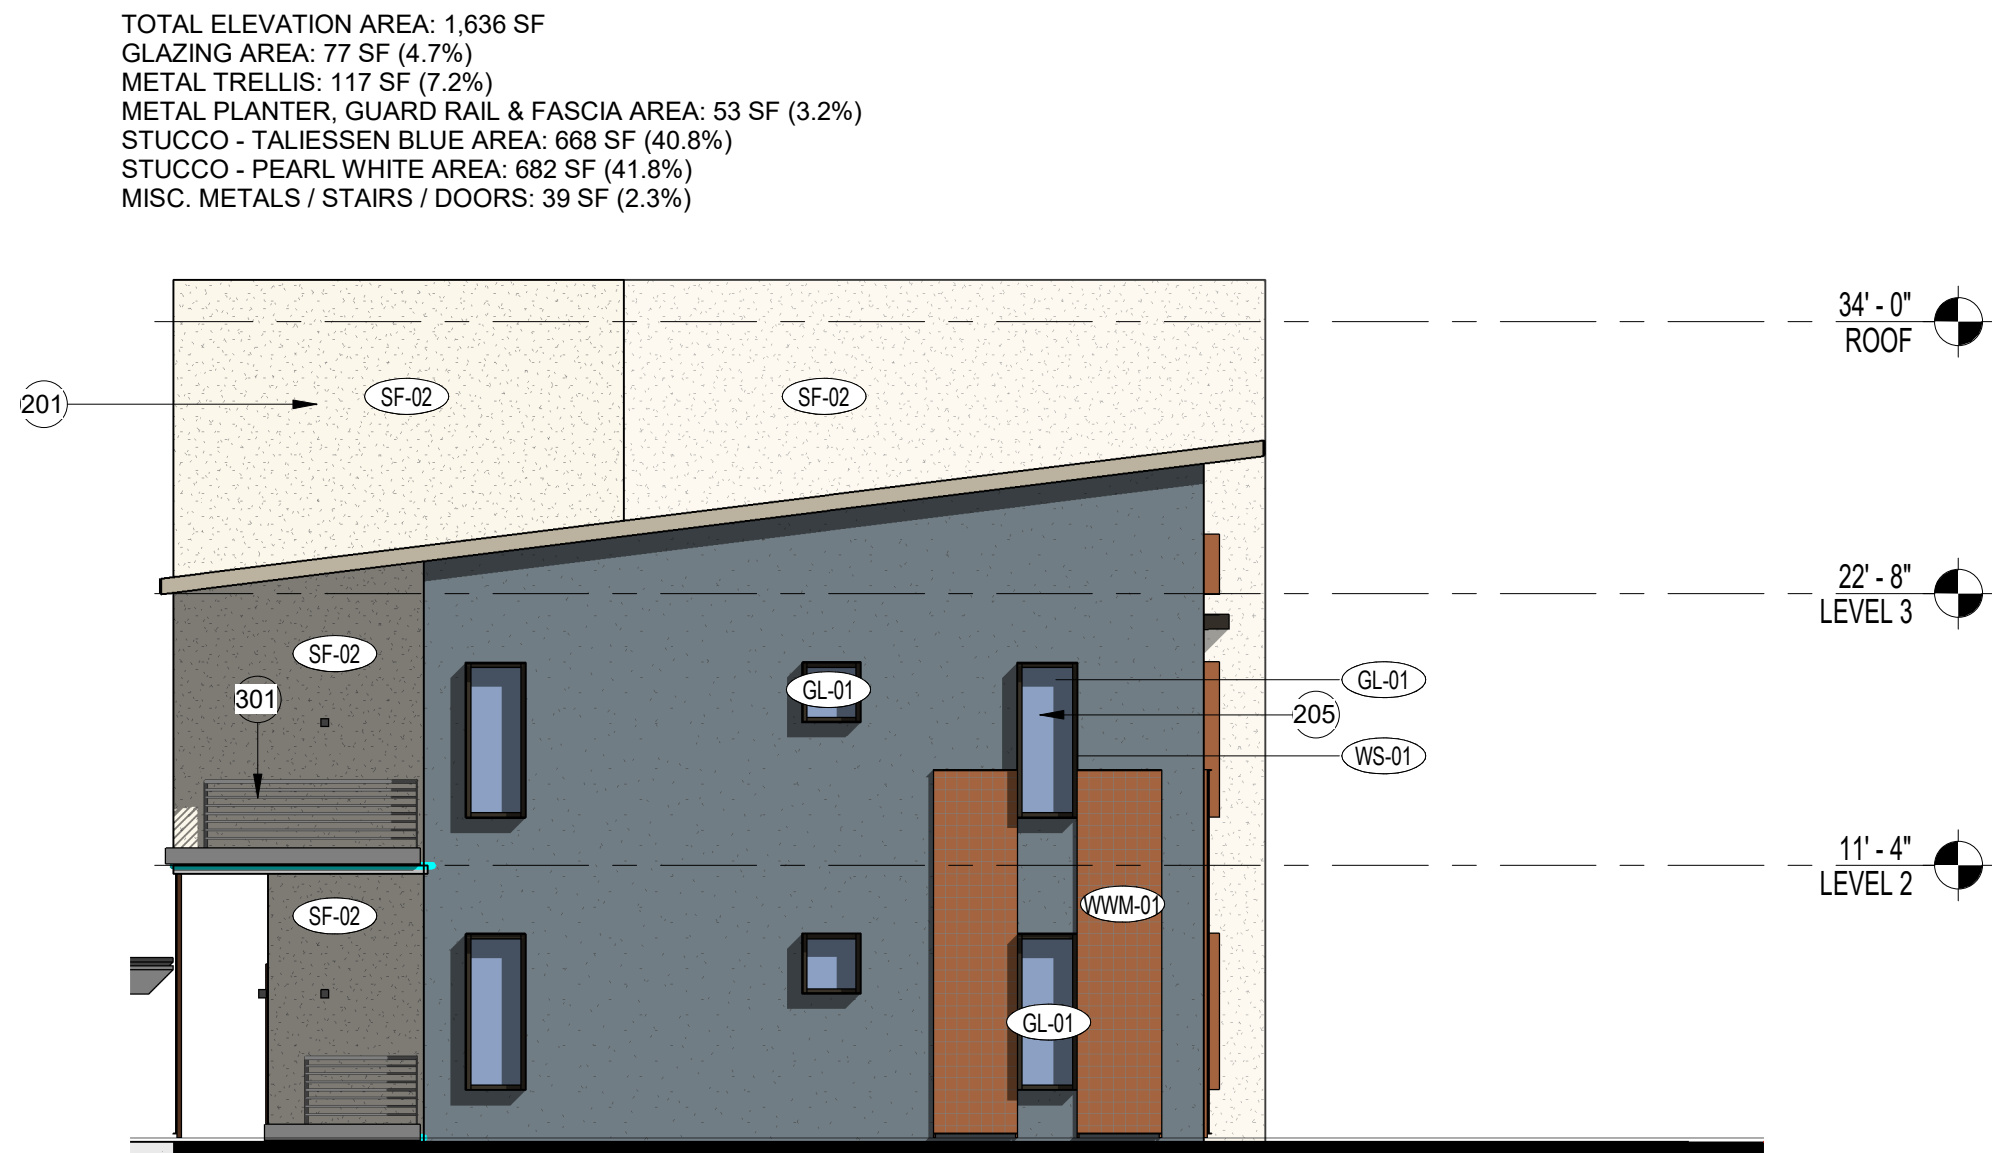 TOTAL ELEVATION AREA: 1,636 SF
GLAZING AREA: 77 SF (4.7%)
METAL TRELLIS: 117 SF (7.2%)
METAL PLANTER, GUARD RAIL & FASCIA AREA: 53 SF (3.2%)
STUCCO - TALIESSEN BLUE AREA: 668 SF (40.8%)
STUCCO - PEARL WHITE AREA: 682 SF (41.8%)
MISC. METALS / STAIRS / DOORS: 39 SF (2.3%)
34' - 0"
ROOF
201
SF-02
SF-02
22' - 8"
LEVEL 3
SF-02
301
GL-01
GL-01
205
WS-01
11' - 4"
LEVEL 2
SF-02
WWM-01
GL-01